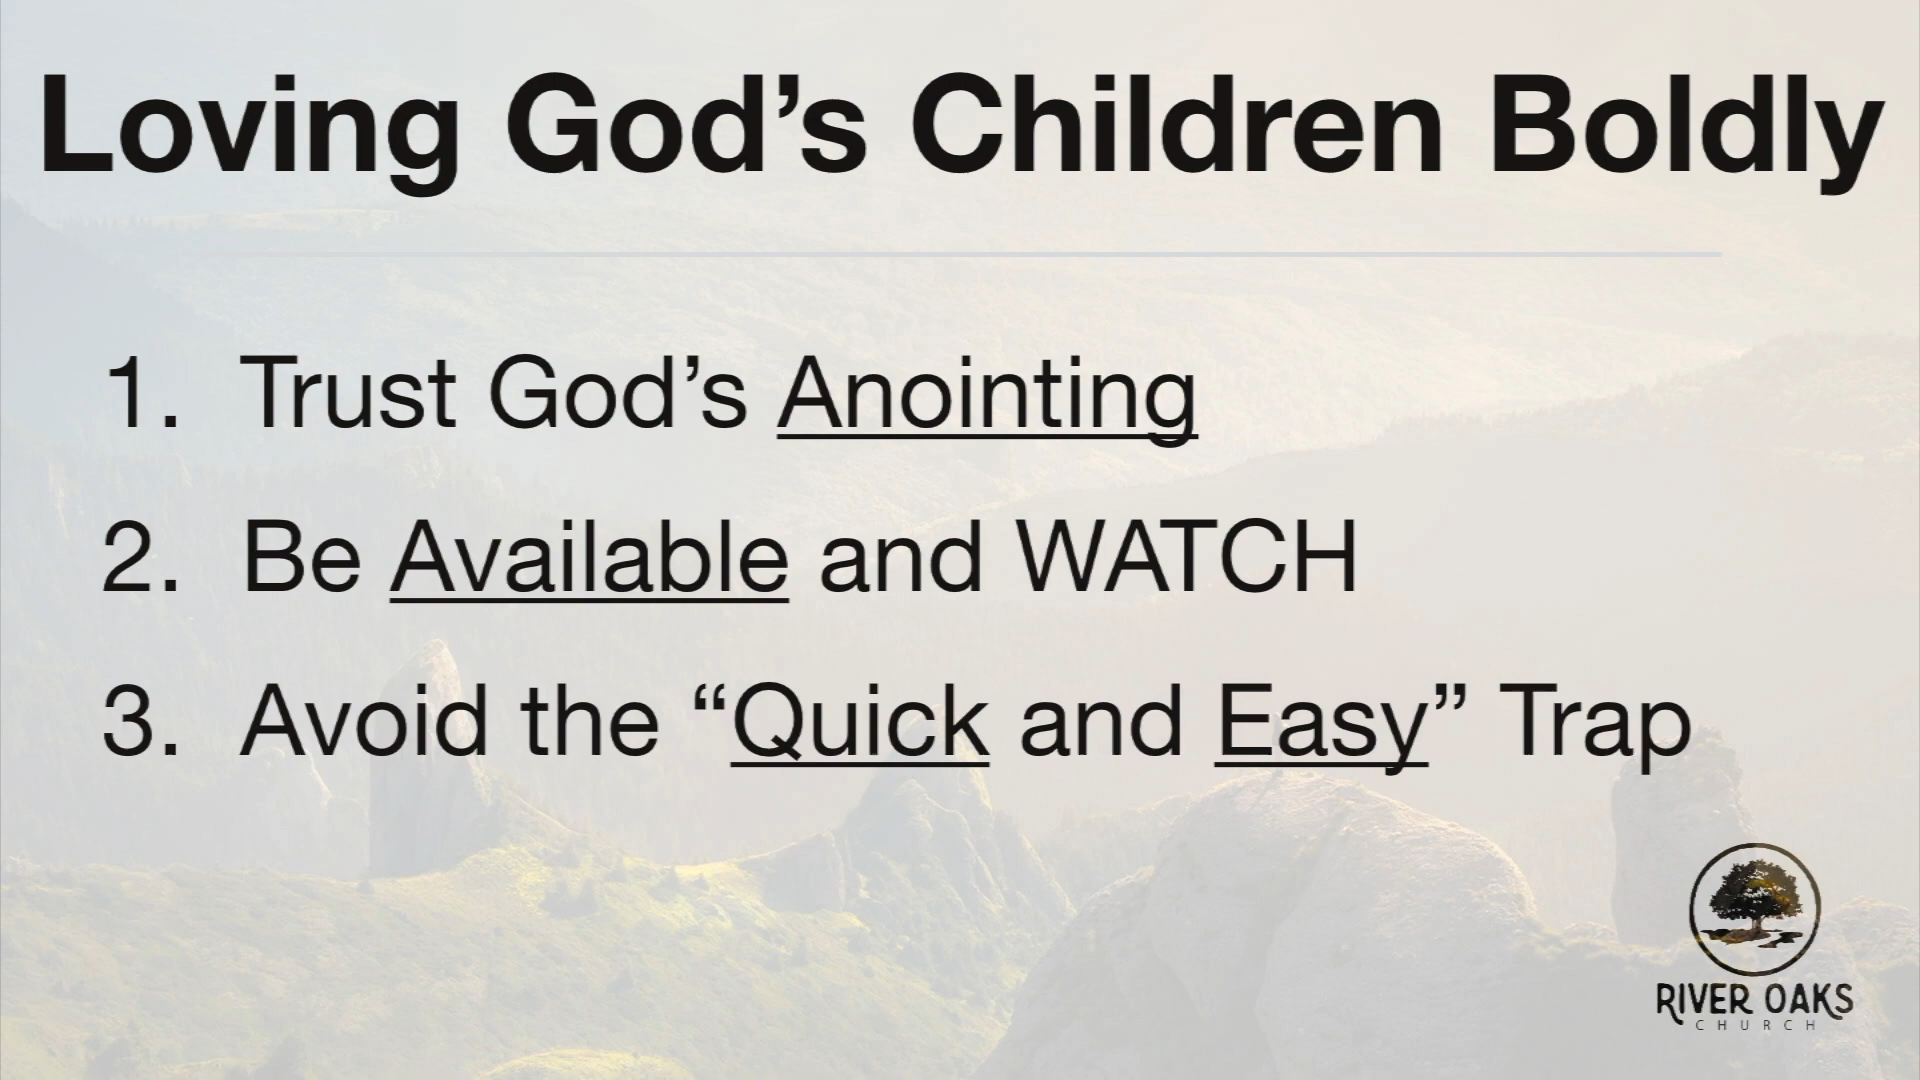 Loving God’s Children Boldly
1. Trust God’s Anointing
2. Be Available and WATCH
3. Avoid the “Quick and Easy” Trap
RIVER OAKS
CHURCH